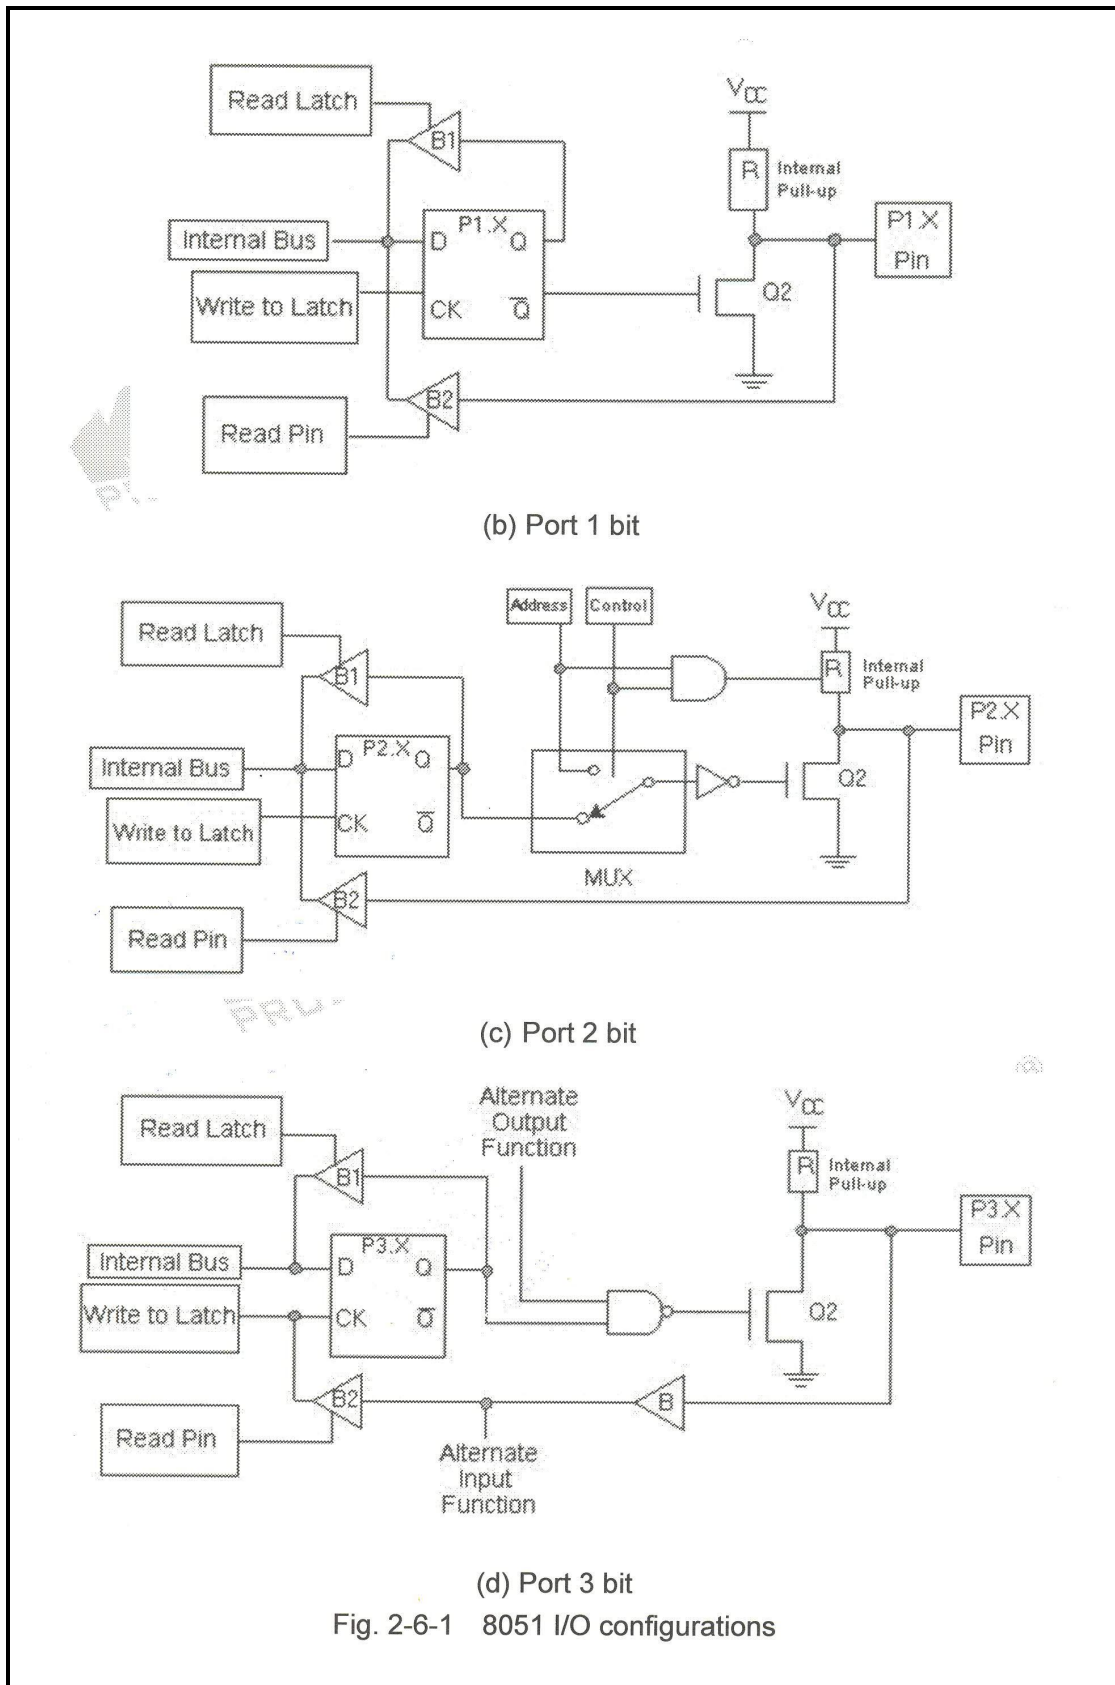 Read Latch
B1
V CC
R
Internal
Pull-up
Internal Bus
P1.X
D
Q
P1.X
Pin
Write to Latch
CK
Q
Q2
B2
Read Pin
(b) Port 1 bit
Address
Control
V CC
Read Latch
B1
R
Internal
Pull-up
P2.X
Pin
Internal Bus
P2.X
D
Q
Q2
Write to Latch
CK
Q
MUX
B2
Read Pin
(c) Port 2 bit
Alternate
Output
Function
V CC
Read Latch
B1
R
Internal
Pull-up
P3.X
Pin
Internal Bus
P3.X
D
Q
Write to Latch
CK
Q
Q2
B2
B
Read Pin
Alternate
Input
Function
(d) Port 3 bit
Fig. 2-6-1 8051 I/O configurations